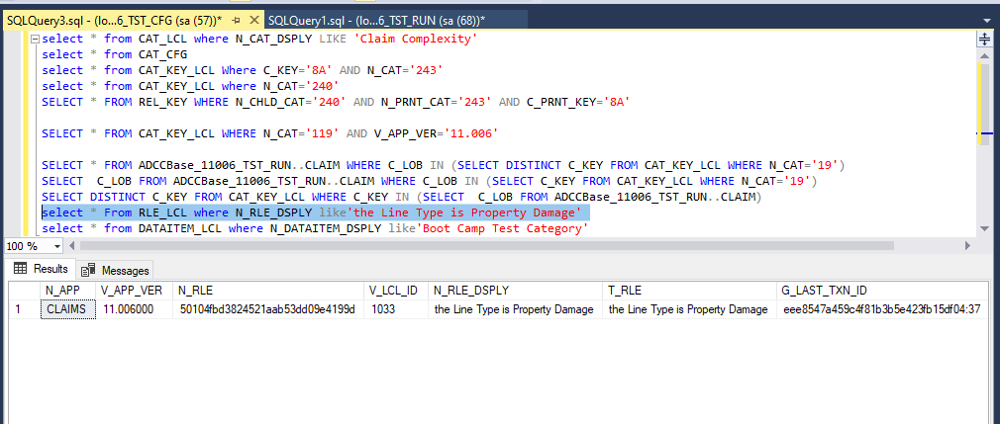 SQLQuery3.sql - (lo...6_TST_CFG (sa (57))* SQLQuery1.sql - (lo...6_TST_RUN (sa (68))*
select * from CAT_LCL where N_CAT_DSPLY LIKE 'Claim Complexity'
select * from CAT_CFG
select * from CAT_KEY_LCL Where C_KEY='8A' AND N_CAT='243'
select * from CAT_KEY_LCL where N_CAT='240'
SELECT * FROM REL_KEY WHERE N_CHLD_CAT='240' AND N_PRNT_CAT='243' AND C_PRNT_KEY='8A'
SELECT * FROM CAT_KEY_LCL WHERE N_CAT='119' AND V_APP_VER='11.006'
SELECT * FROM ADCCBase_11006_TST_RUN..CLAIM WHERE C_LOB IN (SELECT DISTINCT C_KEY FROM CAT_KEY_LCL WHERE N_CAT='19')
SELECT  C_LOB FROM ADCCBase_11006_TST_RUN..CLAIM WHERE C_LOB IN (SELECT C_KEY FROM CAT_KEY_LCL WHERE N_CAT='19')
SELECT DISTINCT C_KEY FROM CAT_KEY_LCL WHERE C_KEY IN (SELECT  C_LOB FROM ADCCBase_11006_TST_RUN..CLAIM)
select * from RLE_LCL where N_RLE_DSPLY like'the Line Type is Property Damage'
select * from DATAITEM_LCL where N_DATAITEM_DSPLY like'Boot Camp Test Category'
100 %
Results Messages
N_APP V_APP_VER N_RLE V_LCL_ID N_RLE_DSPLY T_RLE G_LAST_TXN_ID
1 CLAIMS 11.006000 50104fbd3824521aab53dd09e4199d 1033 the Line Type is Property Damage the Line Type is Property Damage eee8547a459c4f81b3b5e423fb15df04:37